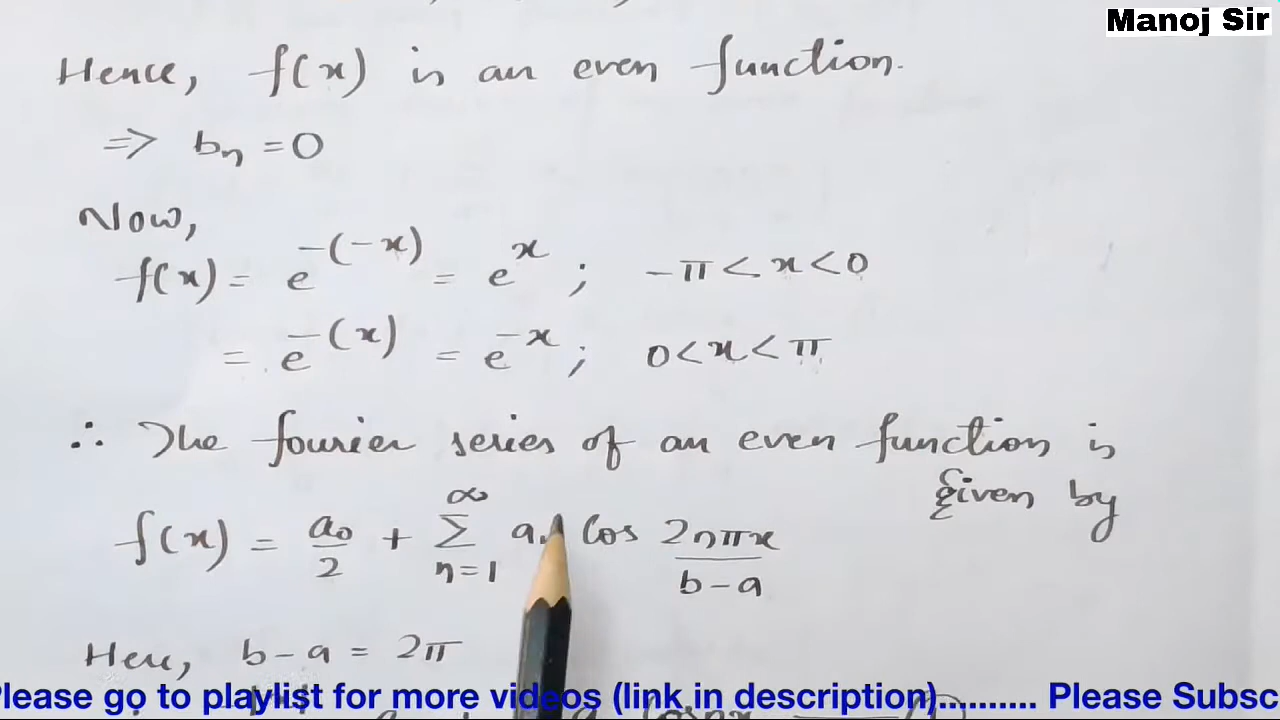 Manoj Sir
Hence, f(x) is an even function.
⇒ bₙ = 0
Now,
f(x) = e^{-(-x)} = e^x ; -π < x < 0
= e^{-(x)} = e^{-x} ; 0 < x < π
∴ The fourier series of an even function is
given by
f(x) = a₀/2 + ∑_{n=1}^{∞} aₙ cos 2nπx/(b-a)
Here, b-a = 2π
Please go to playlist for more videos (link in description).......... Please Subsc